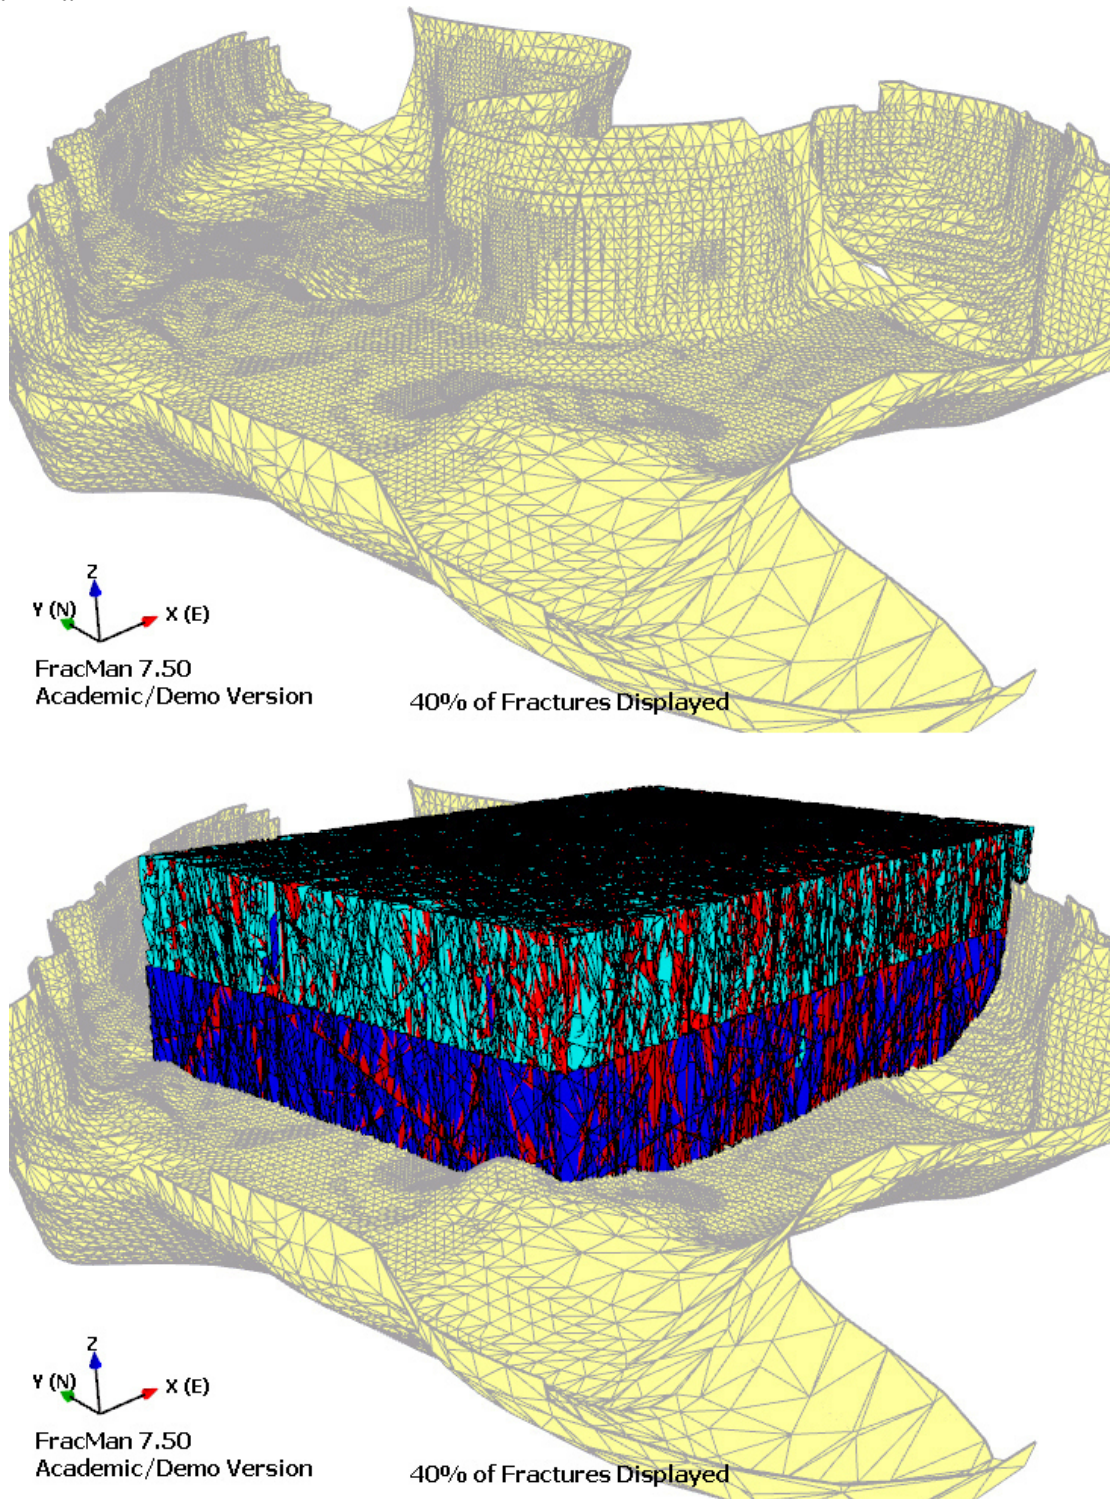 Z
Y (N)
X (E)
FracMan 7.50
Academic/Demo Version
40% of Fractures Displayed
Z
Y (N)
X (E)
FracMan 7.50
Academic/Demo Version
40% of Fractures Displayed